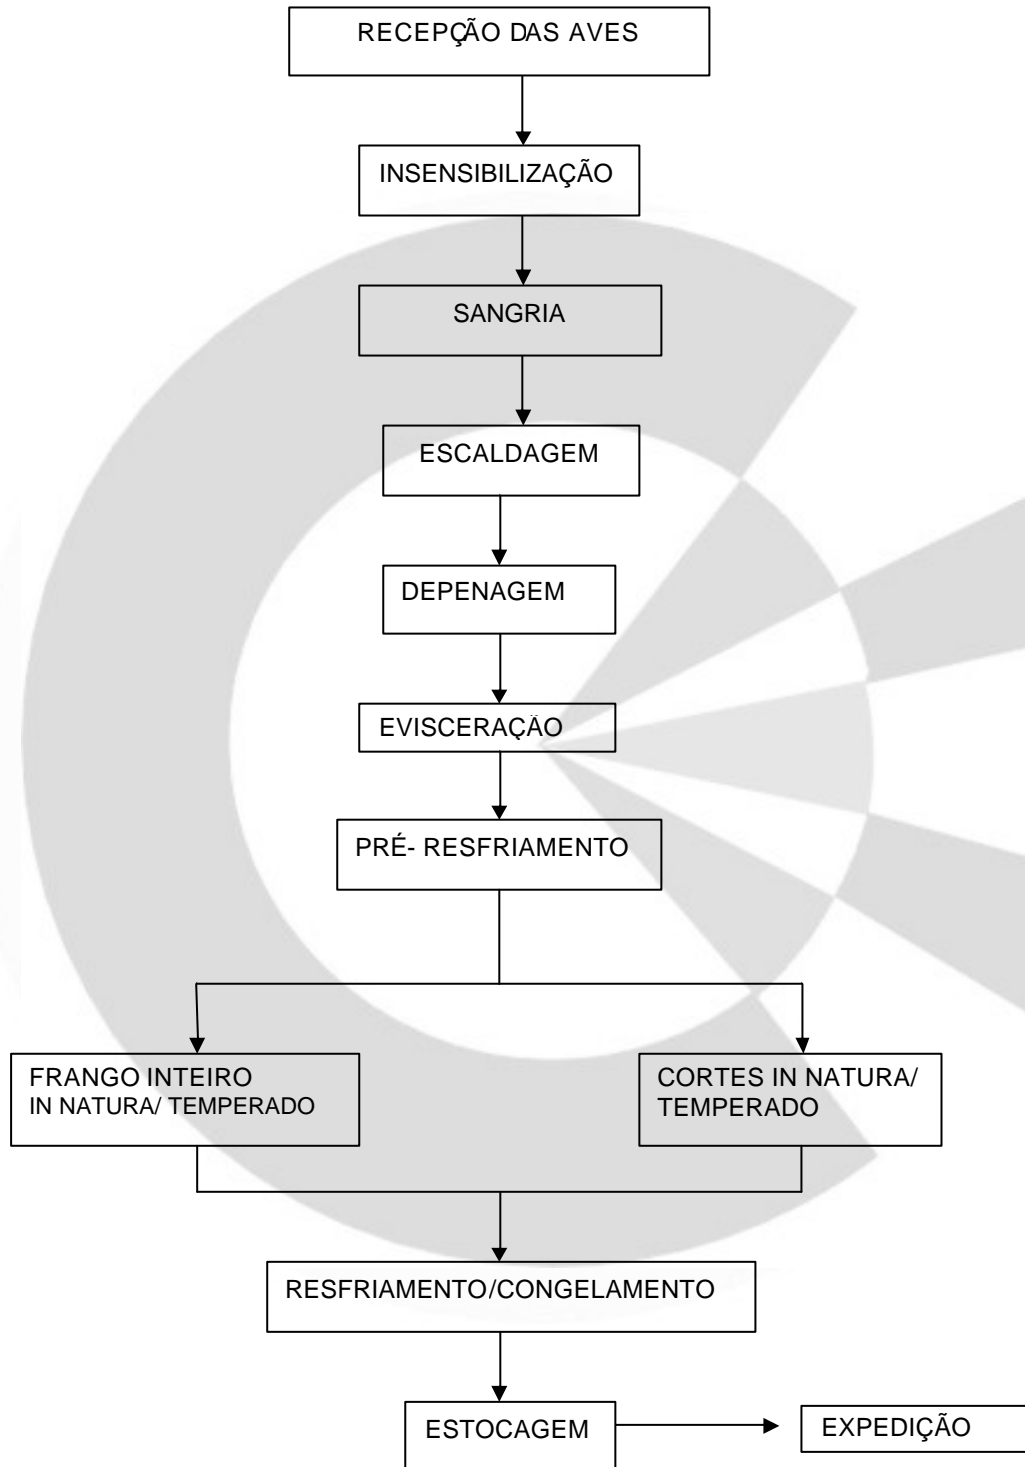 RECEPÇÃO DAS AVES
INSENSIBILIZAÇÃO
SANGRIA
ESCALDAGEM
DEPENAGEM
EVISCERAÇÃO
PRÉ- RESFRIAMENTO
FRANGO INTEIRO
IN NATURA/ TEMPERADO
CORTES IN NATURA/
TEMPERADO
RESFRIAMENTO/CONGELAMENTO
ESTOCAGEM
EXPEDIÇÃO